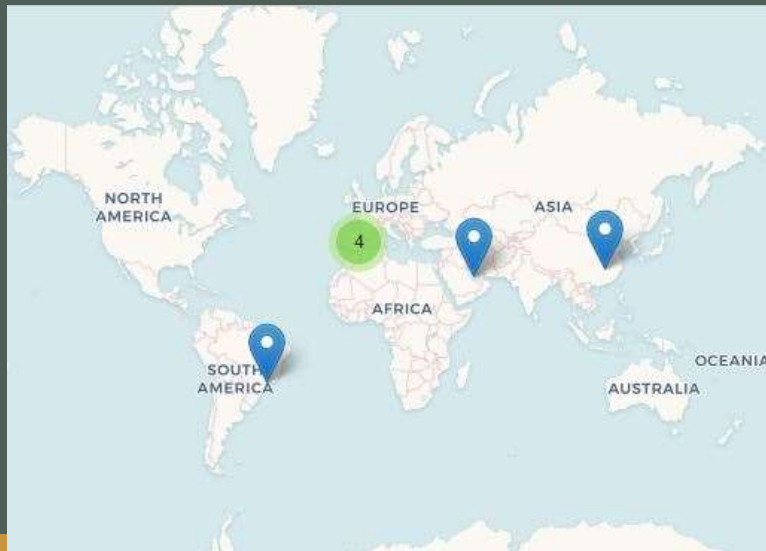 NORTH
AMERICA
EUROPE
ASIA
4
AFRICA
SOUTH
AMERICA
OCEANIA
AUSTRALIA